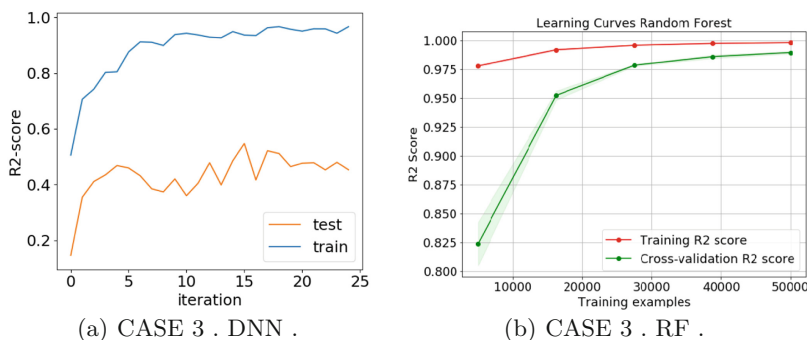 1.0
0.8
0.6
0.4
0.2
R2-score
0 5 10 15 20 25
iteration
test
train
(a) CASE 3 . DNN .
Learning Curves Random Forest
1.000
0.975
0.950
0.925
0.900
0.875
0.850
0.825
0.800
R2 Score
10000 20000 30000 40000 50000
Training examples
Training R2 score
Cross-validation R2 score
(b) CASE 3 . RF .